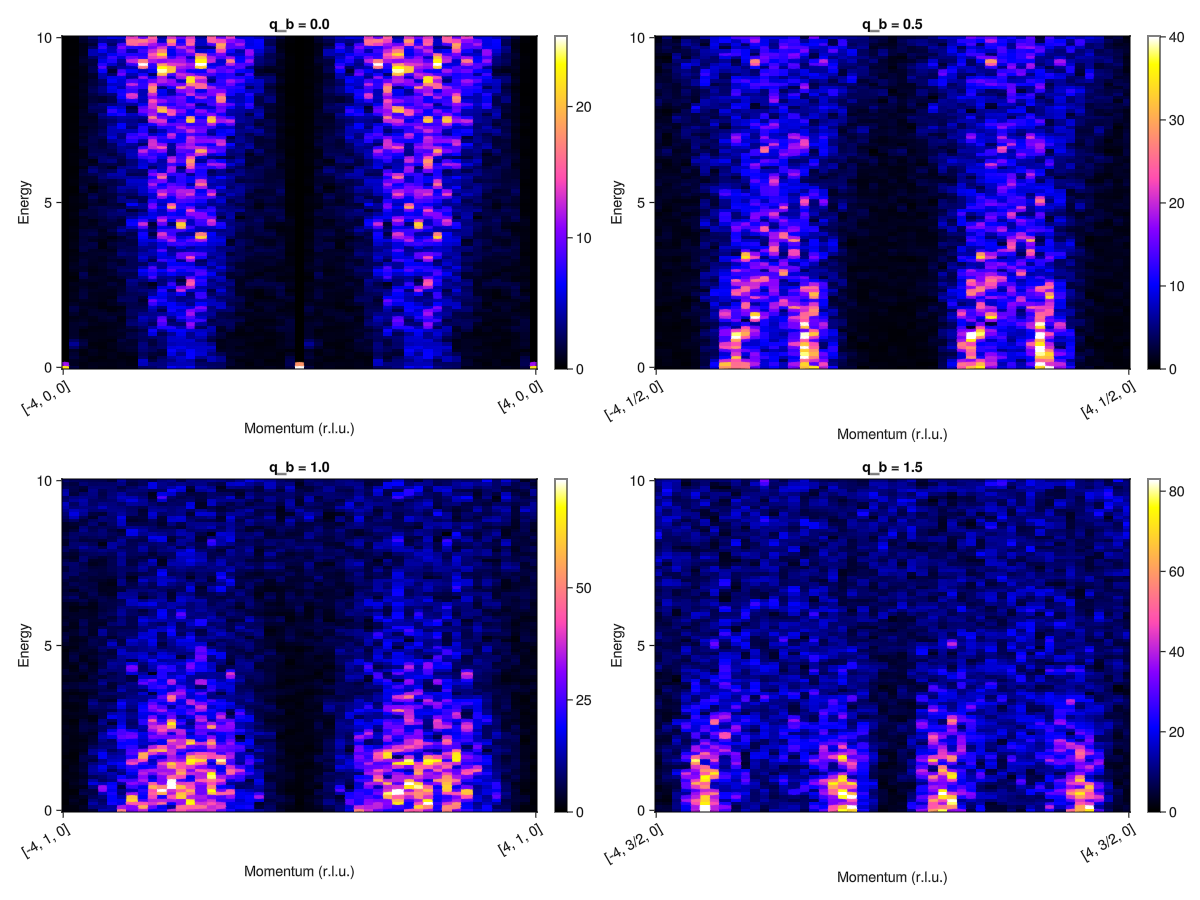 q_b = 0.0
10
5
0
Energy
[-4, 0, 0]
[4, 0, 0]
Momentum (r.l.u.)
20
10
0
q_b = 0.5
10
5
0
Energy
[-4, 1/2, 0]
[4, 1/2, 0]
Momentum (r.l.u.)
40
30
20
10
0
q_b = 1.0
10
5
0
Energy
[-4, 1, 0]
[4, 1, 0]
Momentum (r.l.u.)
50
25
0
q_b = 1.5
10
5
0
Energy
[-4, 3/2, 0]
[4, 3/2, 0]
Momentum (r.l.u.)
80
60
40
20
0